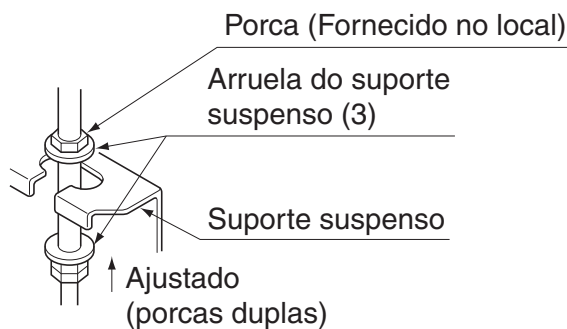 Porca (Fornecido no local)
Arruela do suporte
suspenso (3)
Suporte suspenso
Ajustado
(porcas duplas)